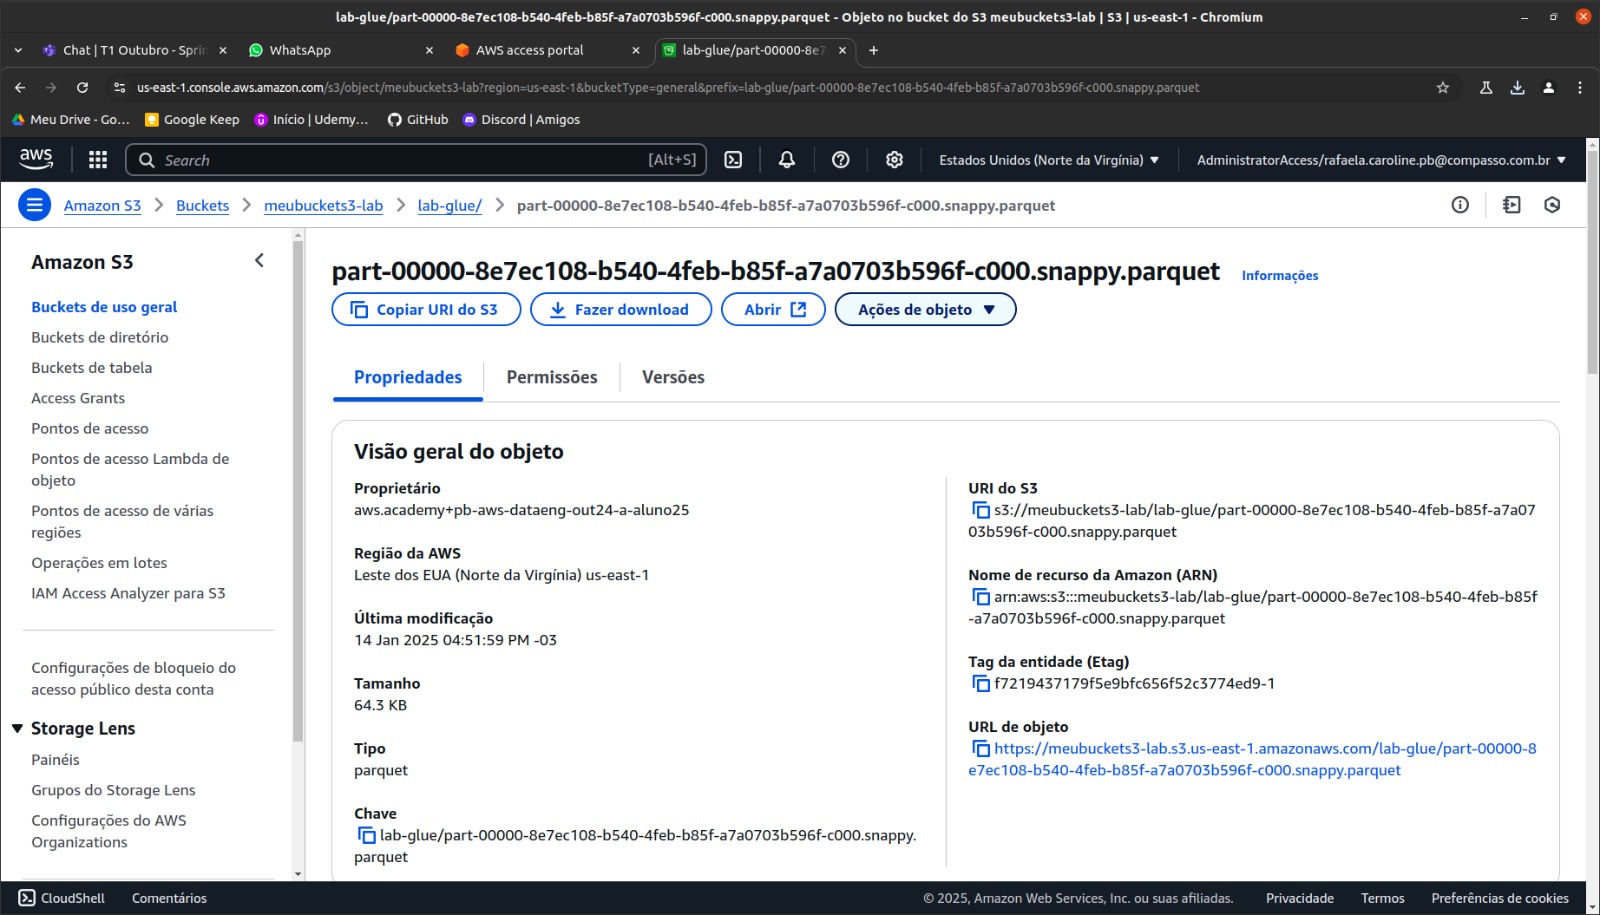 lab-glue/part-00000-8e7ec108-b540-4feb-b85f-a7a0703b596f-c000.snappy.parquet - Objeto no bucket do S3 meubuckets3-lab | S3 | us-east-1 - Chromium
Chat | T1 Outubro - Sprin
WhatsApp
AWS access portal
lab-glue/part-00000-8e7
us-east-1.console.aws.amazon.com/s3/object/meubuckets3-lab?region=us-east-1&bucketType=general&prefix=lab-glue/part-00000-8e7ec108-b540-4feb-b85f-a7a0703b596f-c000.snappy.parquet
Meu Drive - Go...
Google Keep
Início | Udemy...
GitHub
Discord | Amigos
aws
Search
[Alt+S]
Estados Unidos (Norte da Virgínia)
AdministratorAccess/rafaela.caroline.pb@compasso.com.br
Amazon S3
Buckets
meubuckets3-lab
lab-glue/
part-00000-8e7ec108-b540-4feb-b85f-a7a0703b596f-c000.snappy.parquet
Amazon S3
Buckets de uso geral
Buckets de diretório
Buckets de tabela
Access Grants
Pontos de acesso
Pontos de acesso Lambda de
objeto
Pontos de acesso de várias
regiões
Operações em lotes
IAM Access Analyzer para S3
Configurações de bloqueio do
acesso público desta conta
Storage Lens
Painéis
Grupos do Storage Lens
Configurações do AWS
Organizations
part-00000-8e7ec108-b540-4feb-b85f-a7a0703b596f-c000.snappy.parquet
Informações
Copiar URI do S3
Fazer download
Abrir
Ações de objeto
Propriedades
Permissões
Versões
Visão geral do objeto
Proprietário
aws.academy+pb-aws-dataeng-out24-a-aluno25
Região da AWS
Leste dos EUA (Norte da Virgínia) us-east-1
Última modificação
14 Jan 2025 04:51:59 PM -03
Tamanho
64.3 KB
Tipo
parquet
Chave
lab-glue/part-00000-8e7ec108-b540-4feb-b85f-a7a0703b596f-c000.snappy.
parquet
URI do S3
s3://meubuckets3-lab/lab-glue/part-00000-8e7ec108-b540-4feb-b85f-a7a07
03b596f-c000.snappy.parquet
Nome de recurso da Amazon (ARN)
arn:aws:s3:::meubuckets3-lab/lab-glue/part-00000-8e7ec108-b540-4feb-b85f
-a7a0703b596f-c000.snappy.parquet
Tag da entidade (Etag)
f7219437179f5e9bfc656f52c3774ed9-1
URL de objeto
https://meubuckets3-lab.s3.us-east-1.amazonaws.com/lab-glue/part-00000-8
e7ec108-b540-4feb-b85f-a7a0703b596f-c000.snappy.parquet
CloudShell
Comentários
© 2025, Amazon Web Services, Inc. ou suas afiliadas.
Privacidade
Termos
Preferências de cookies